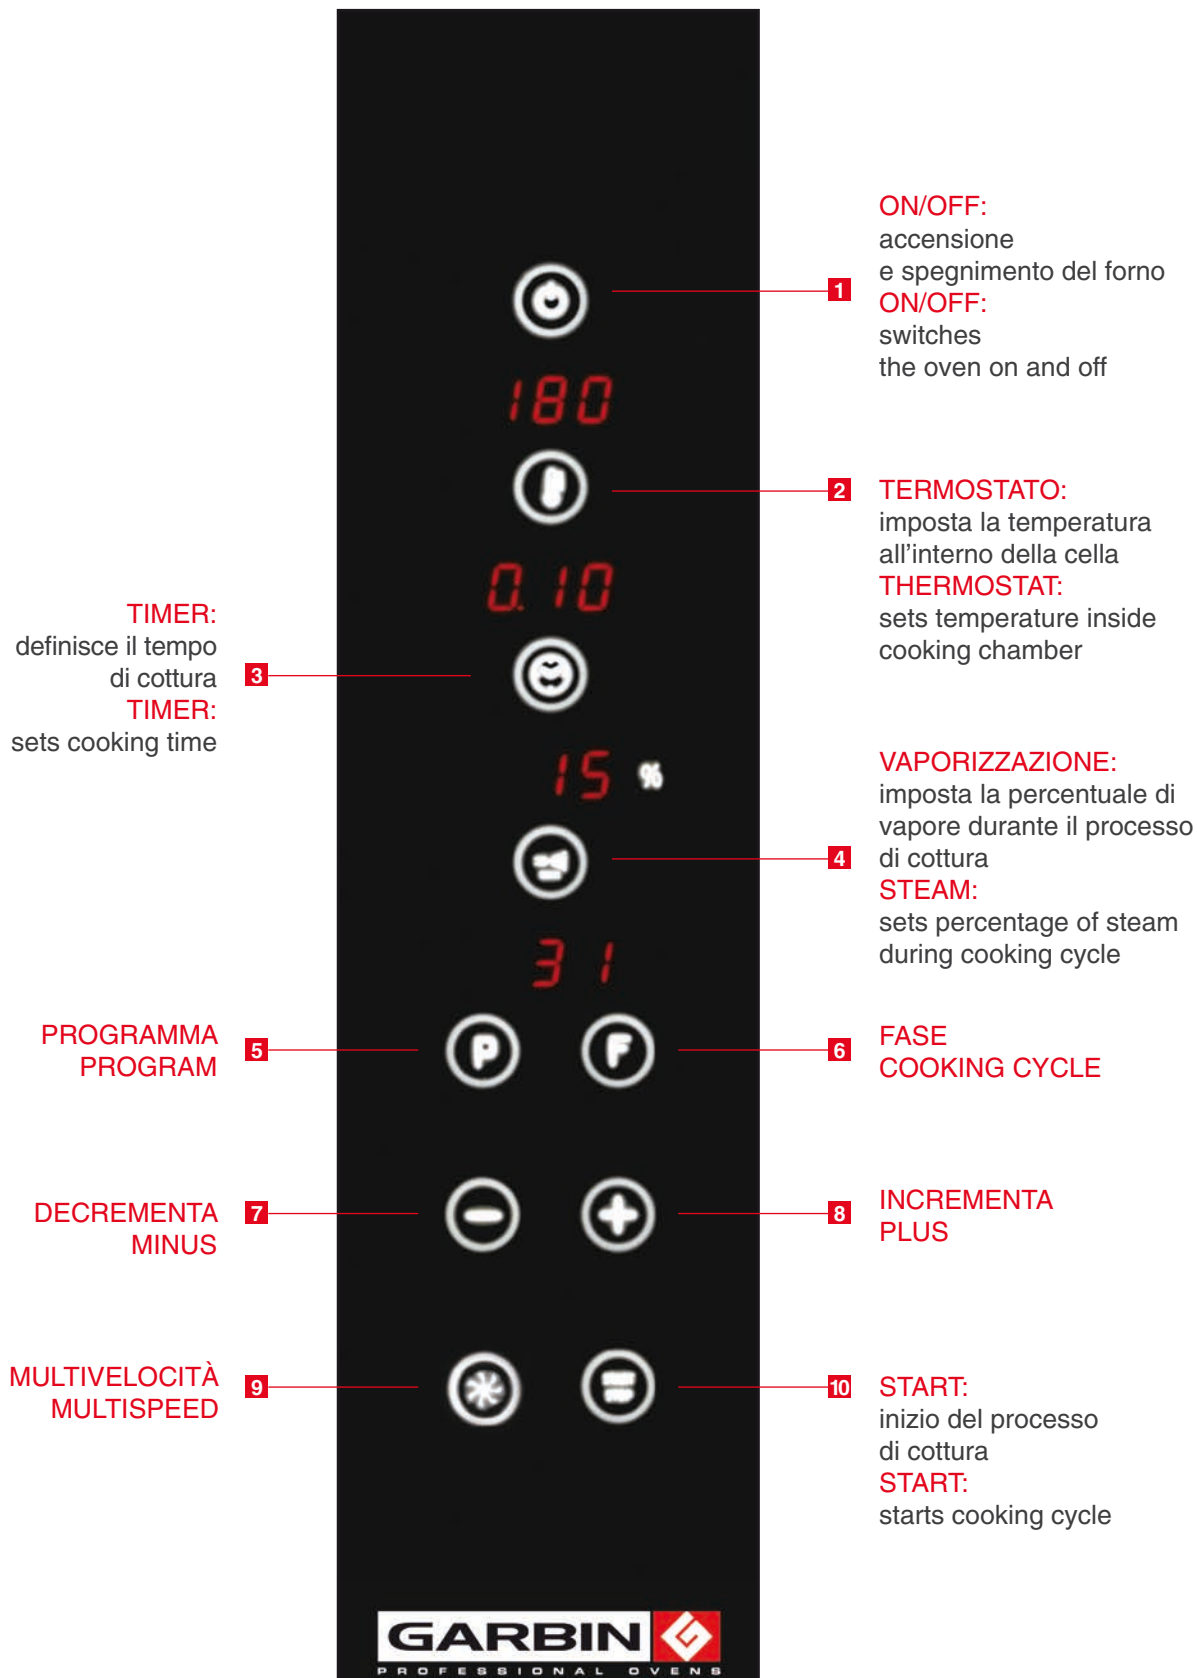 ON/OFF:
accensione
e spegnimento del forno
ON/OFF:
switches
the oven on and off
1
180
2
TERMOSTATO:
imposta la temperatura
all'interno della cella
THERMOSTAT:
sets temperature inside
cooking chamber
0.10
TIMER:
definisce il tempo
di cottura
TIMER:
sets cooking time
3
15 %
VAPORIZZAZIONE:
imposta la percentuale di
vapore durante il processo
di cottura
STEAM:
sets percentage of steam
during cooking cycle
4
31
PROGRAMMA
PROGRAM
5
P
F
6
FASE
COOKING CYCLE
DECREMENTA
MINUS
7
-
+
8
INCREMENTA
PLUS
MULTIVELOCITÀ
MULTISPEED
9
START
STOP
10
START:
inizio del processo
di cottura
START:
starts cooking cycle
GARBIN G
PROFESSIONAL OVENS